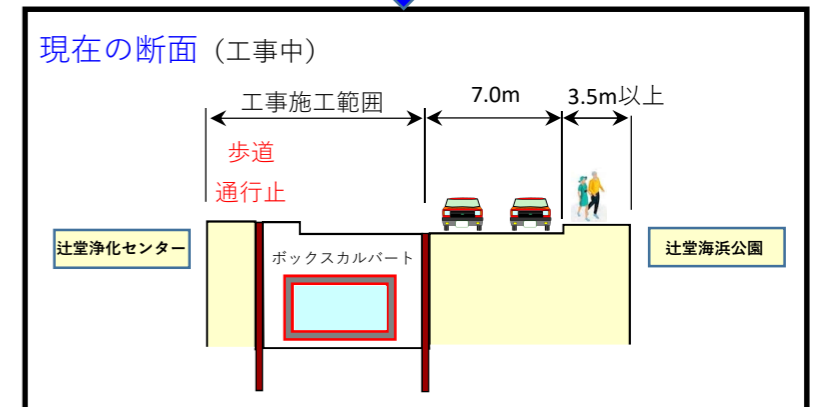 現在の断面（工事中）
工事施工範囲
7.0m
3.5m以上
歩道
通行止
辻堂浄化センター
ボックスカルバート
辻堂海浜公園